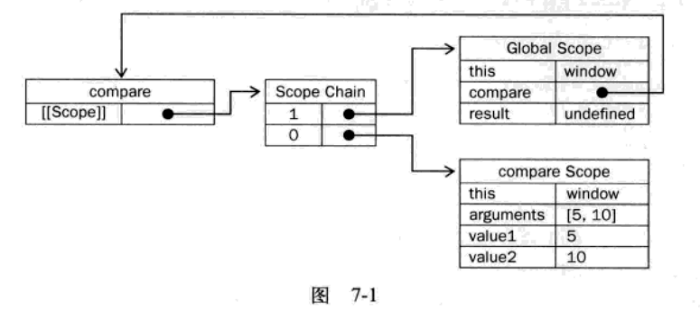 compare
[[Scope]]
Scope Chain
1
0
Global Scope
this window
compare
result undefined
compare Scope
this window
arguments [5, 10]
value1 5
value2 10
图 7-1